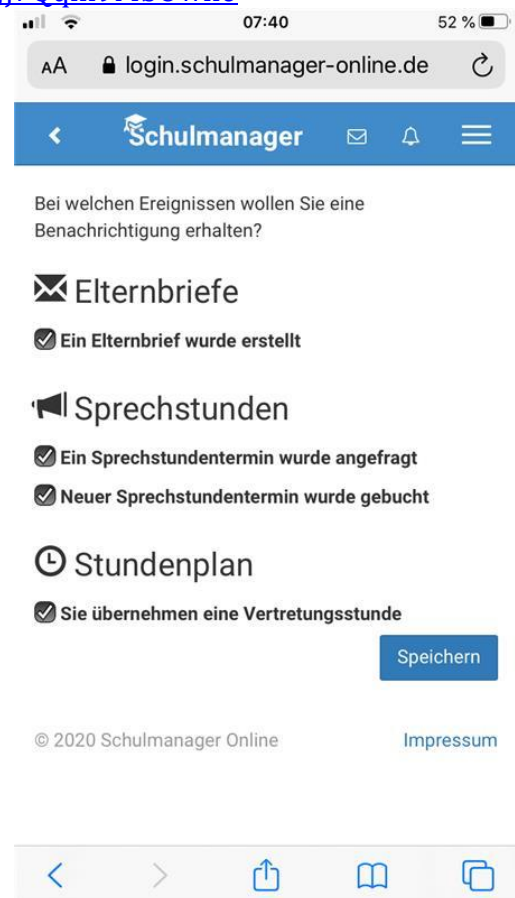 07:40
52 %
AA login.schulmanager-online.de
Schulmanager
Bei welchen Ereignissen wollen Sie eine
Benachrichtigung erhalten?
Elternbriefe
Ein Elternbrief wurde erstellt
Sprechstunden
Ein Sprechstundentermin wurde angefragt
Neuer Sprechstundentermin wurde gebucht
Stundenplan
Sie übernehmen eine Vertretungsstunde
Speichern
© 2020 Schulmanager Online
Impressum